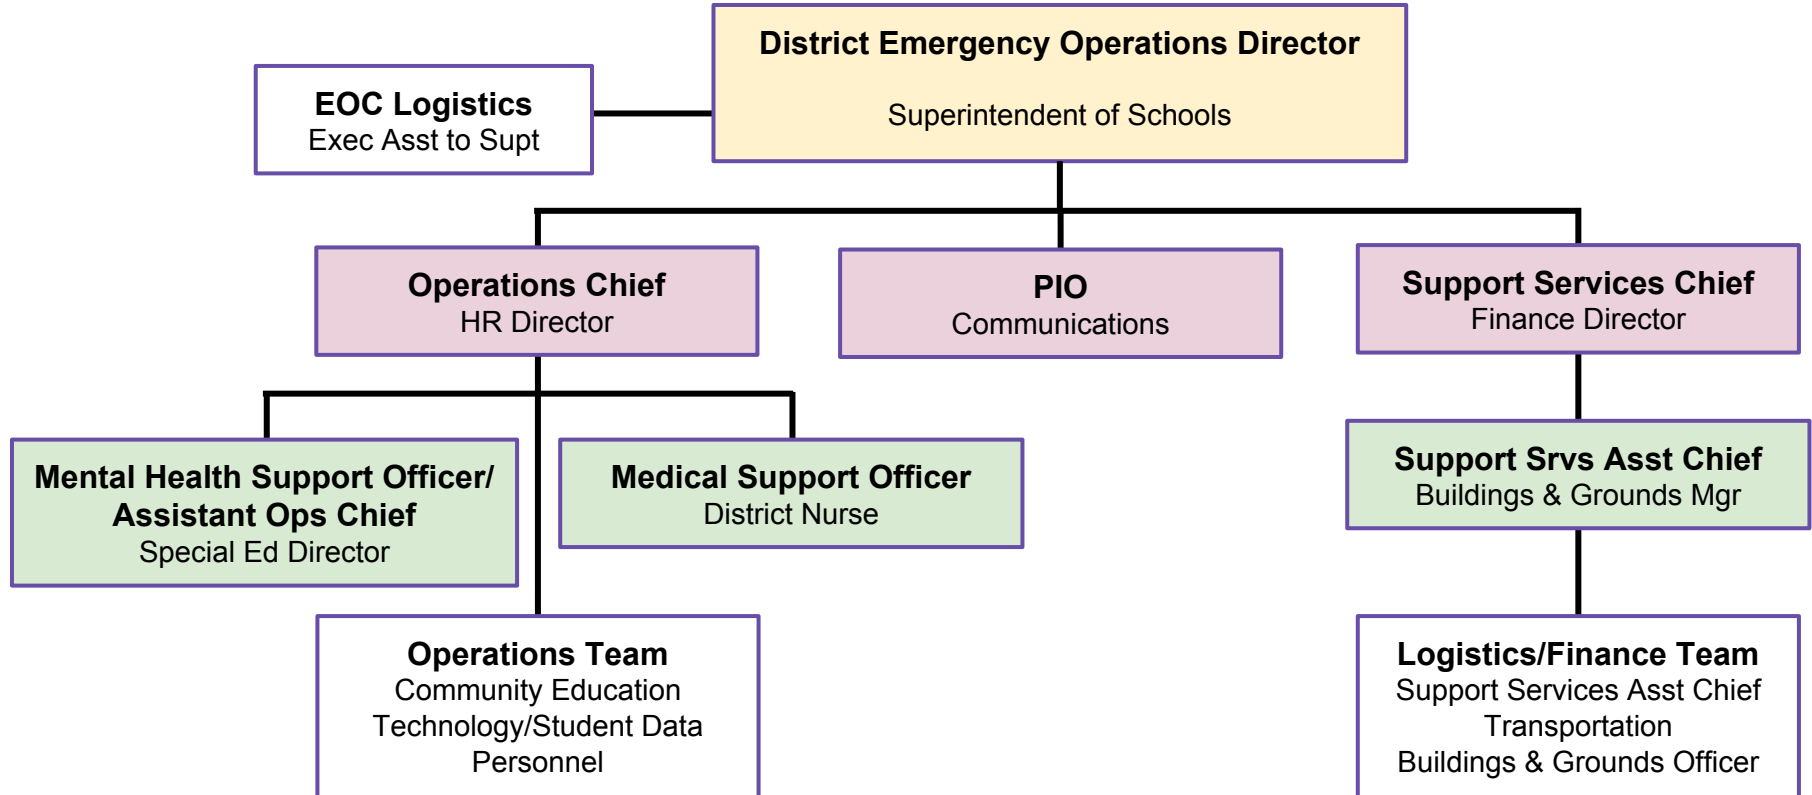 District Emergency Operations Director
Superintendent of Schools
EOC Logistics
Exec Asst to Supt
Operations Chief
HR Director
PIO
Communications
Support Services Chief
Finance Director
Mental Health Support Officer/
Assistant Ops Chief
Special Ed Director
Medical Support Officer
District Nurse
Support Srvs Asst Chief
Buildings & Grounds Mgr
Operations Team
Community Education
Technology/Student Data
Personnel
Logistics/Finance Team
Support Services Asst Chief
Transportation
Buildings & Grounds Officer